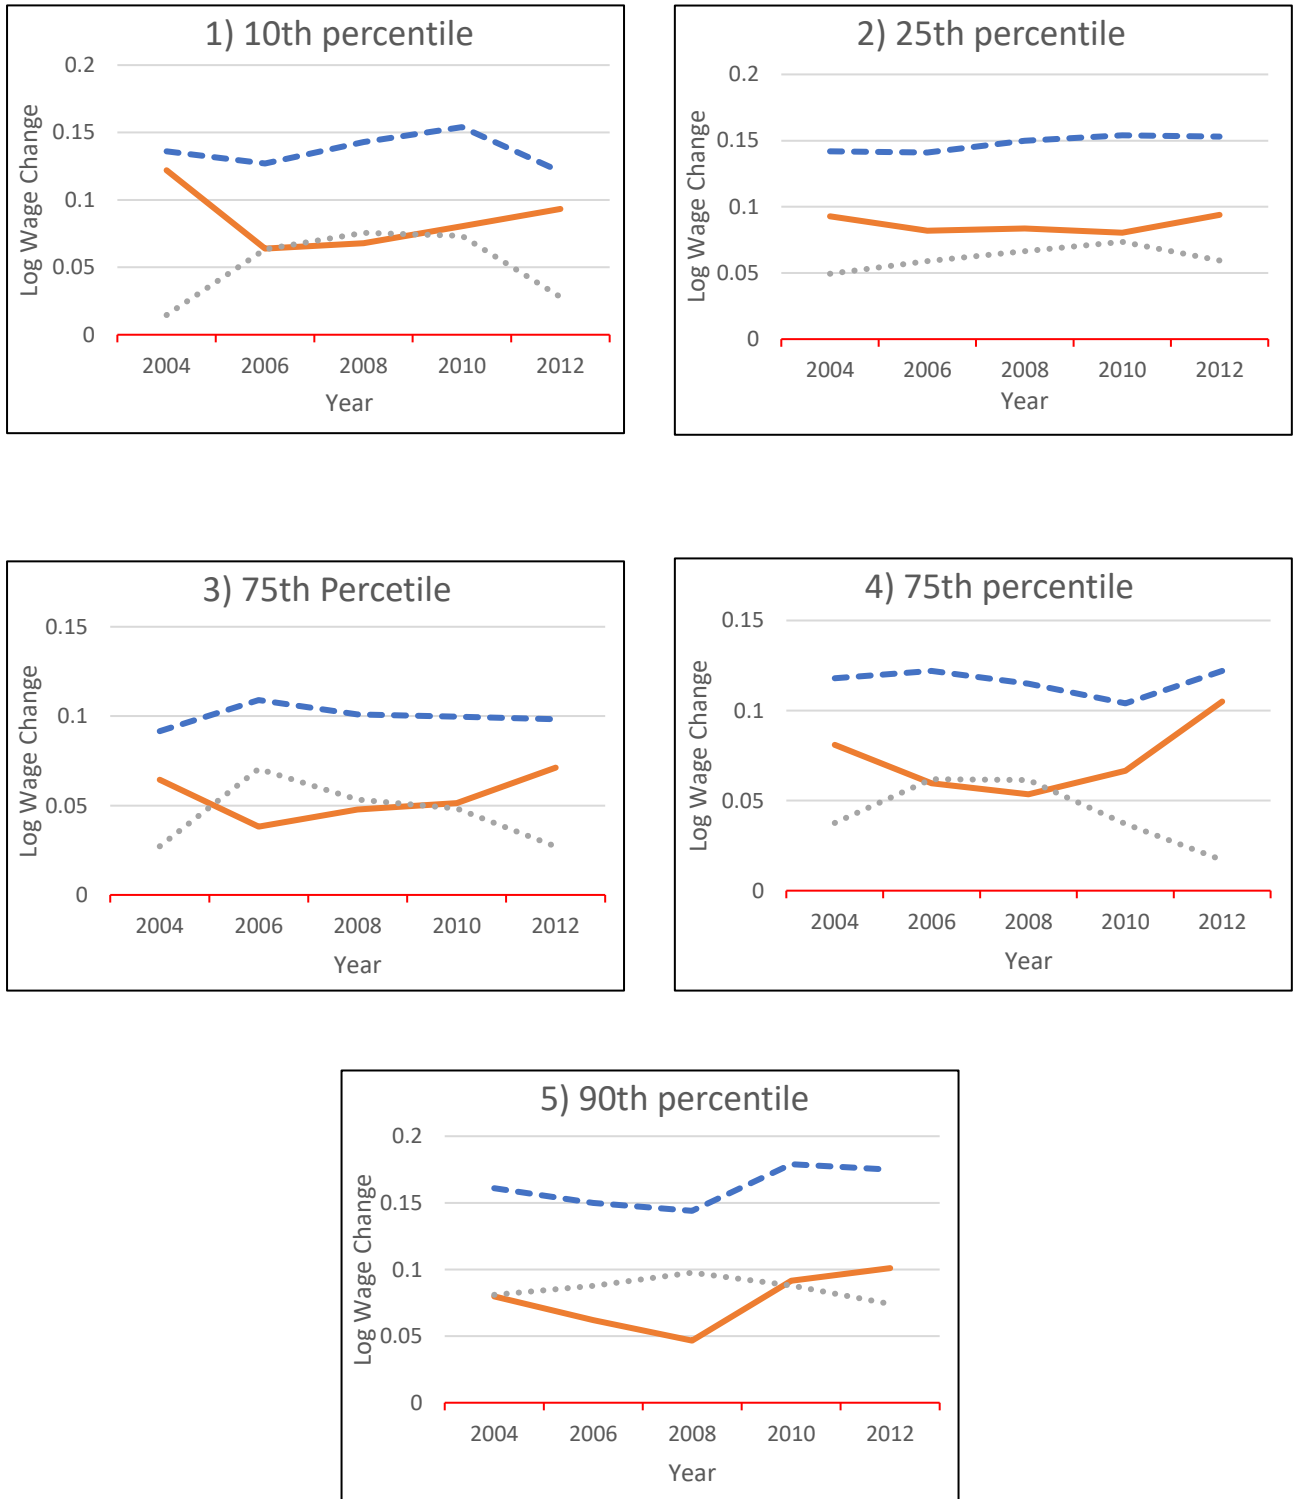 1) 10th percentile
0.2
0.15
0.1
0.05
0
Log Wage Change
2004 2006 2008 2010 2012
Year
2) 25th percentile
0.2
0.15
0.1
0.05
0
Log Wage Change
2004 2006 2008 2010 2012
Year
3) 75th Percetile
0.15
0.1
0.05
0
Log Wage Change
2004 2006 2008 2010 2012
Year
4) 75th percentile
0.15
0.1
0.05
0
Log Wage Change
2004 2006 2008 2010 2012
Year
5) 90th percentile
0.2
0.15
0.1
0.05
0
Log Wage Change
2004 2006 2008 2010 2012
Year